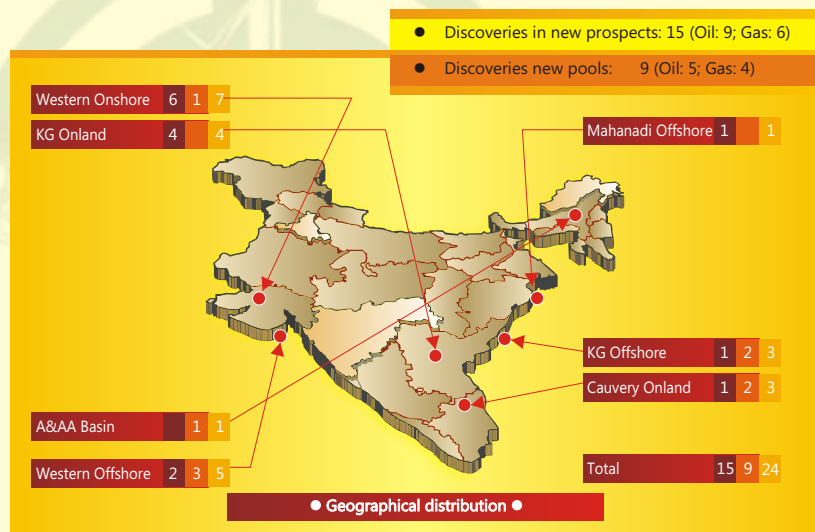 ● Discoveries in new prospects: 15 (Oil: 9; Gas: 6)
● Discoveries new pools: 9 (Oil: 5; Gas: 4)
Western Onshore 6 1 7
KG Onland 4 4
Mahanadi Offshore 1 1
KG Offshore 1 2 3
Cauvery Onland 1 2 3
A&AA Basin 1 1
Western Offshore 2 3 5
Total 15 9 24
● Geographical distribution ●